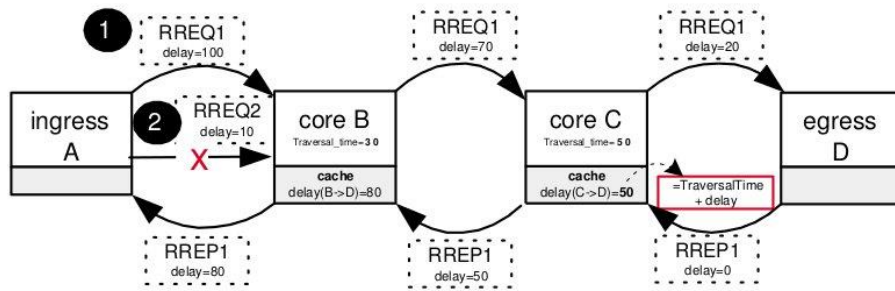 1
RREQ1
delay=100
RREQ1
delay=70
RREQ1
delay=20
ingress
A
2
RREQ2
delay=10
X
core B
Traversal_time=30
cache
delay(B->D)=80
core C
Traversal_time=50
cache
delay(C->D)=50
=TraversalTime
+ delay
egress
D
RREP1
delay=80
RREP1
delay=50
RREP1
delay=0